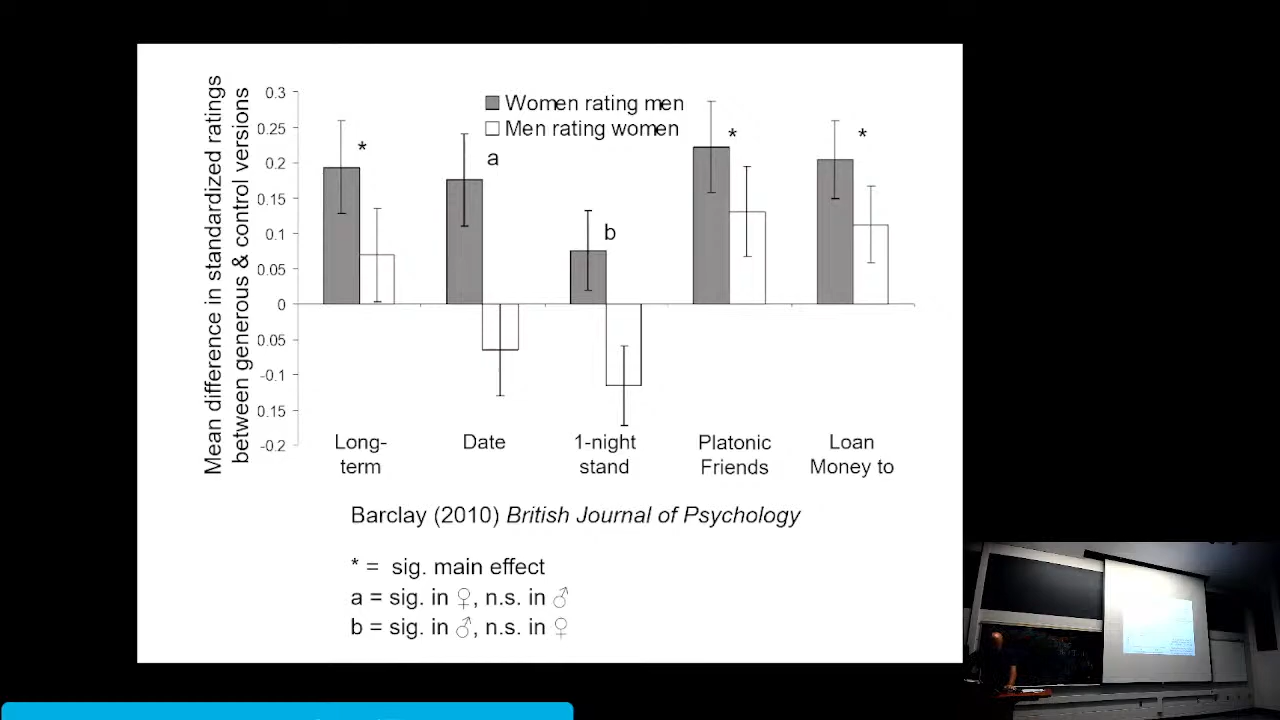 Mean difference in standardized ratings
between generous & control versions
0.3
0.25
0.2
0.15
0.1
0.05
0
0.05
-0.1
0.15
-0.2
Women rating men
Men rating women
*
a
b
*
*
Long-
term
Date
1-night
stand
Platonic
Friends
Loan
Money to
Barclay (2010) British Journal of Psychology
* = sig. main effect
a = sig. in ♀, n.s. in ♂
b = sig. in ♂, n.s. in ♀